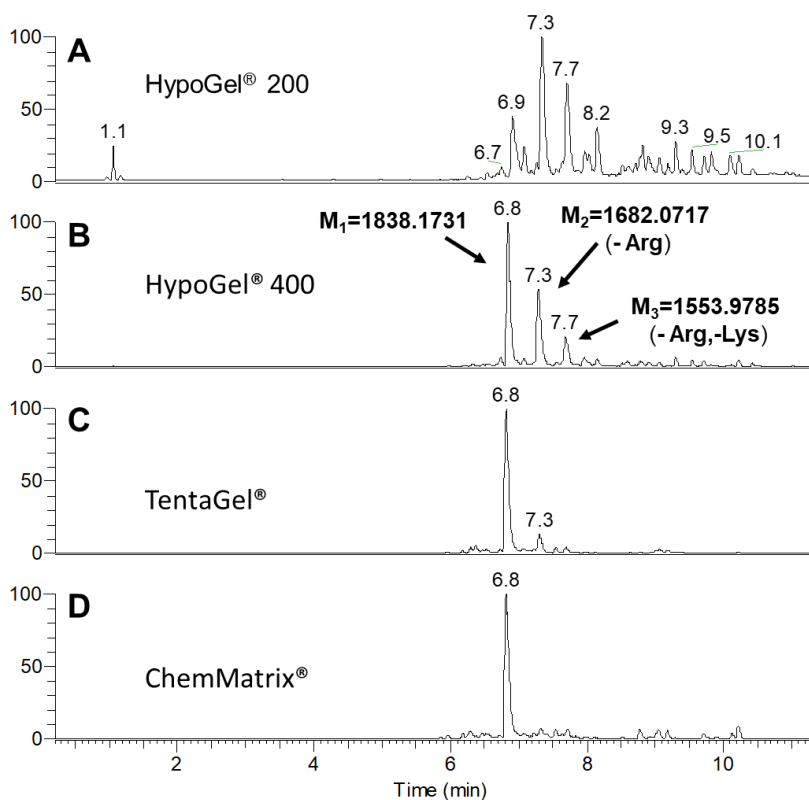 100
50
0
A
HypoGel® 200
1.1
6.7
6.9
7.3
7.7
8.2
9.3
9.5
10.1
100
50
0
B
HypoGel® 400
M₁=1838.1731
6.8
7.3
7.7
M₂=1682.0717
(- Arg)
M₃=1553.9785
(- Arg,-Lys)
100
50
0
C
TentaGel®
6.8
7.3
100
50
0
D
ChemMatrix®
6.8
2
4
6
8
10
Time (min)